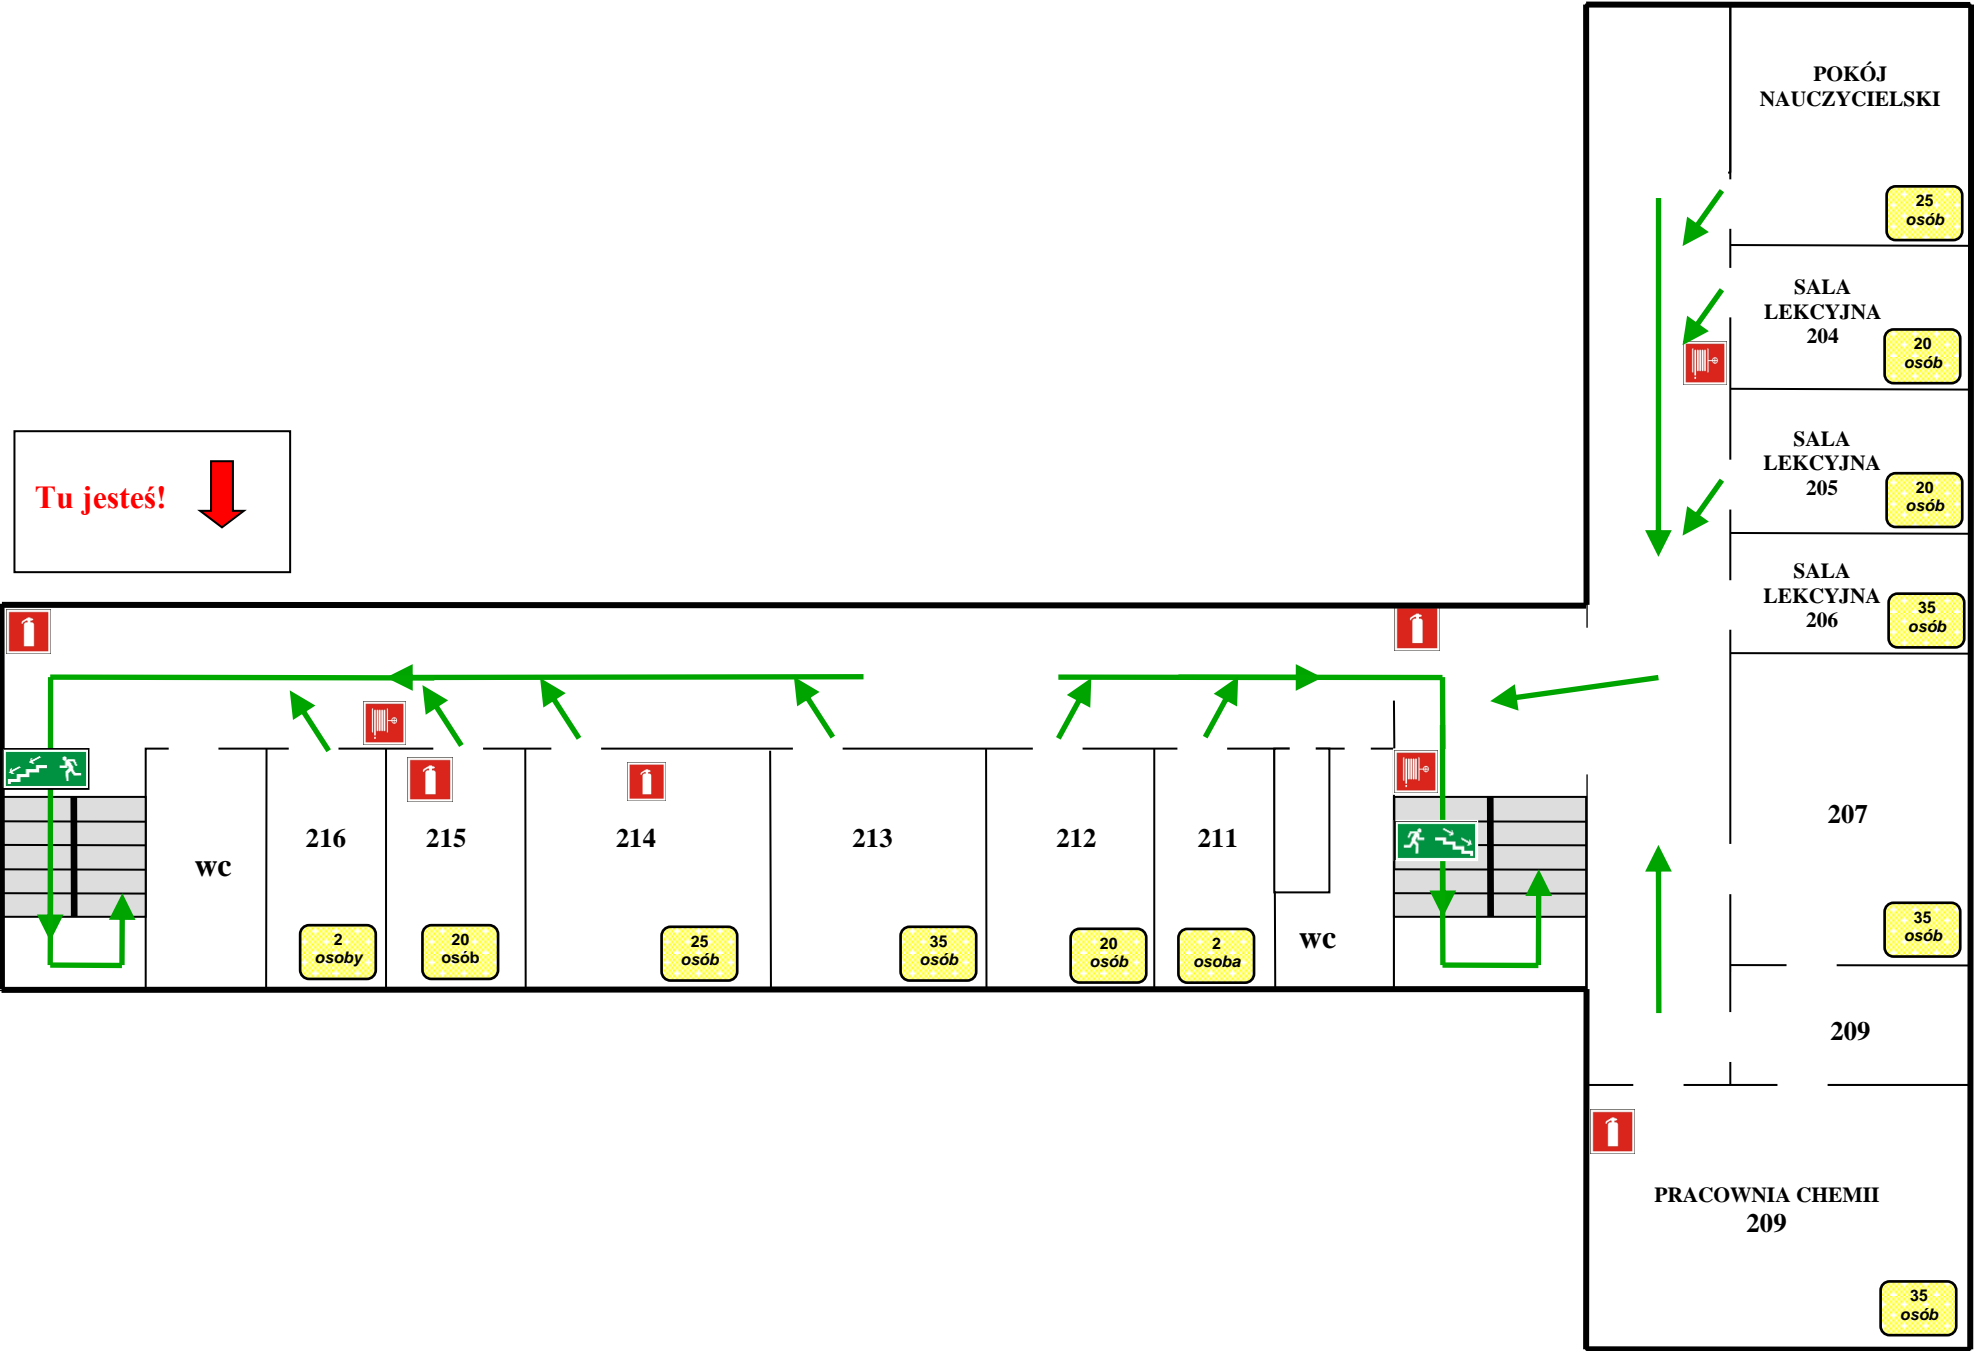 POKÓJ
NAUCZYCIELSKI
25
osób
SALA
LEKCYJNA
204
20
osób
SALA
LEKCYJNA
205
20
osób
Tu jesteś!
SALA
LEKCYJNA
206
35
osób
207
35
osób
wc
216
2
osoby
215
20
osób
214
25
osób
213
35
osób
212
20
osób
211
2
osoba
wc
209
PRACOWNIA CHEMII
209
35
osób